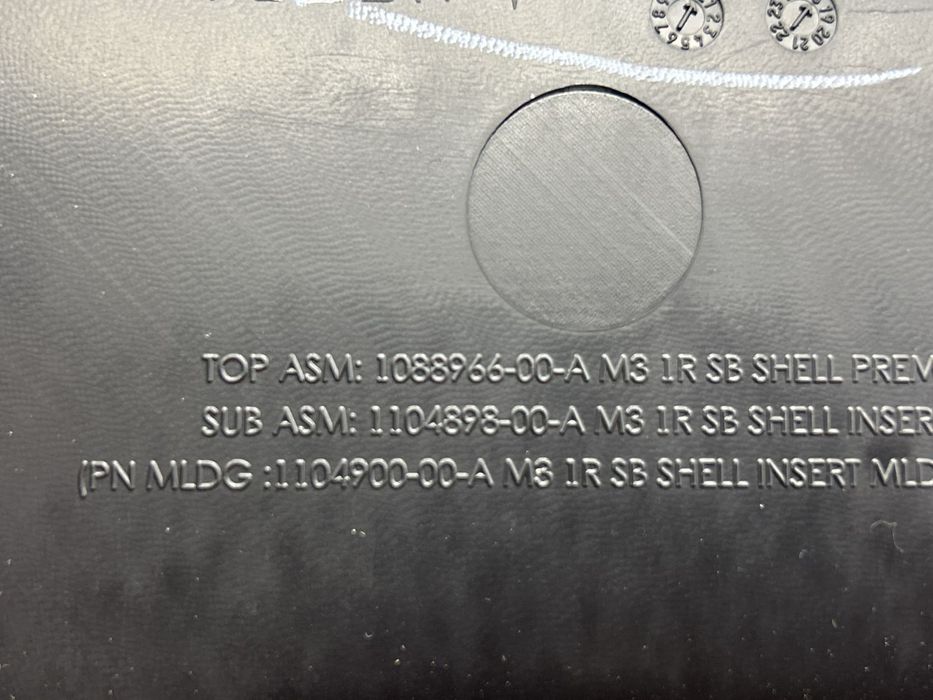 TOP ASM: 1088966-00-A M3 1R SB SHELL PREM
SUB ASM: 1104898-00-A M3 1R SB SHELL INSER
(PN MLDG :1104900-00-A M3 1R SB SHELL INSERT MLD